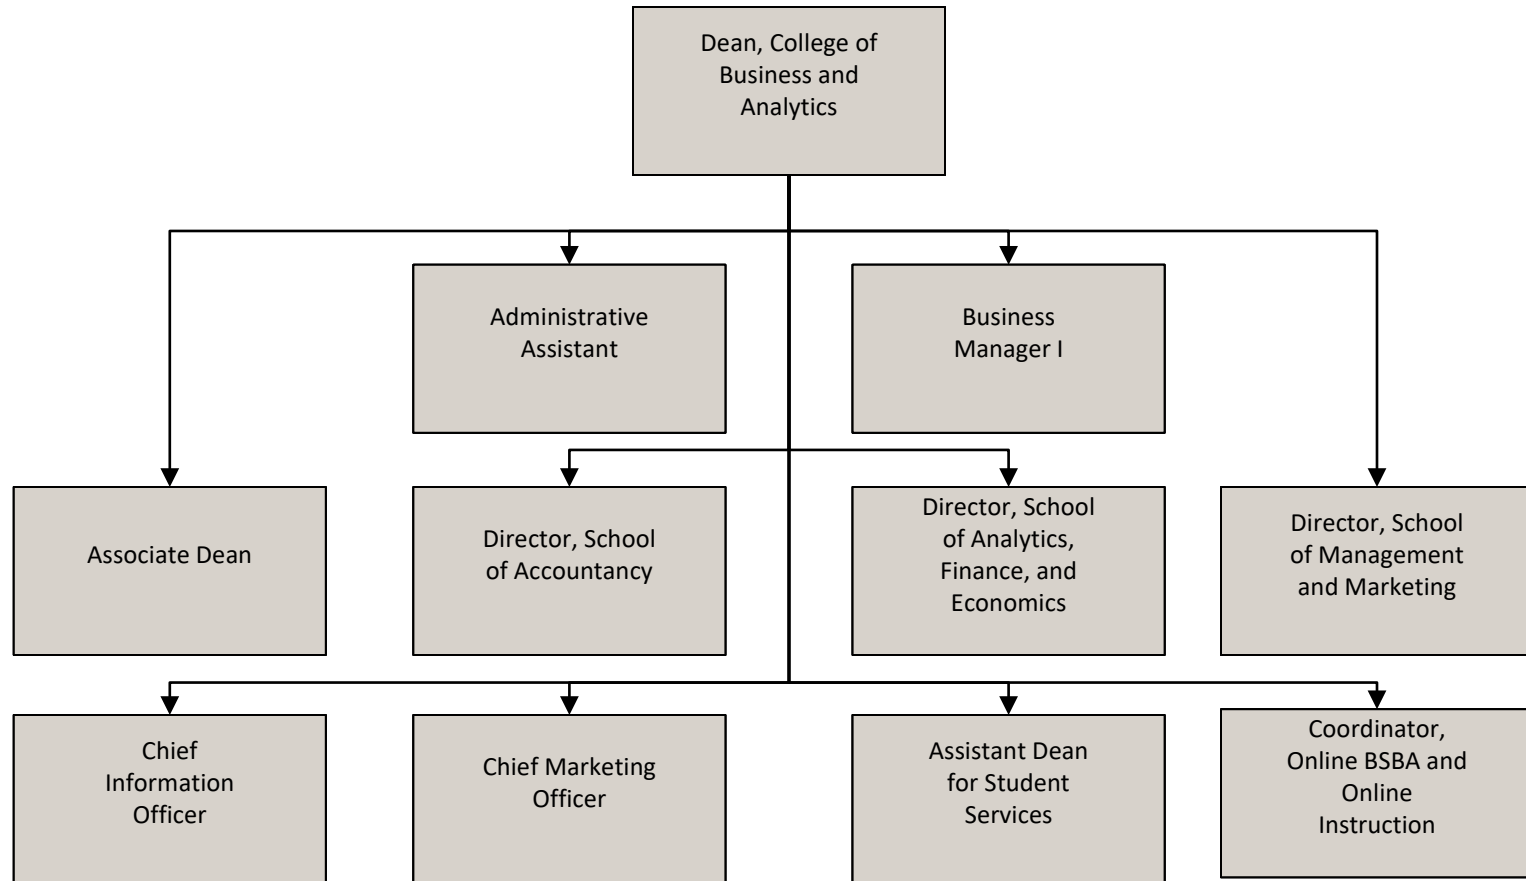 Dean, College of
Business and
Analytics
Administrative
Assistant
Business
Manager I
Associate Dean
Director, School
of Accountancy
Director, School
of Analytics,
Finance, and
Economics
Director, School
of Management
and Marketing
Chief
Information
Officer
Chief Marketing
Officer
Assistant Dean
for Student
Services
Coordinator,
Online BSBA and
Online
Instruction